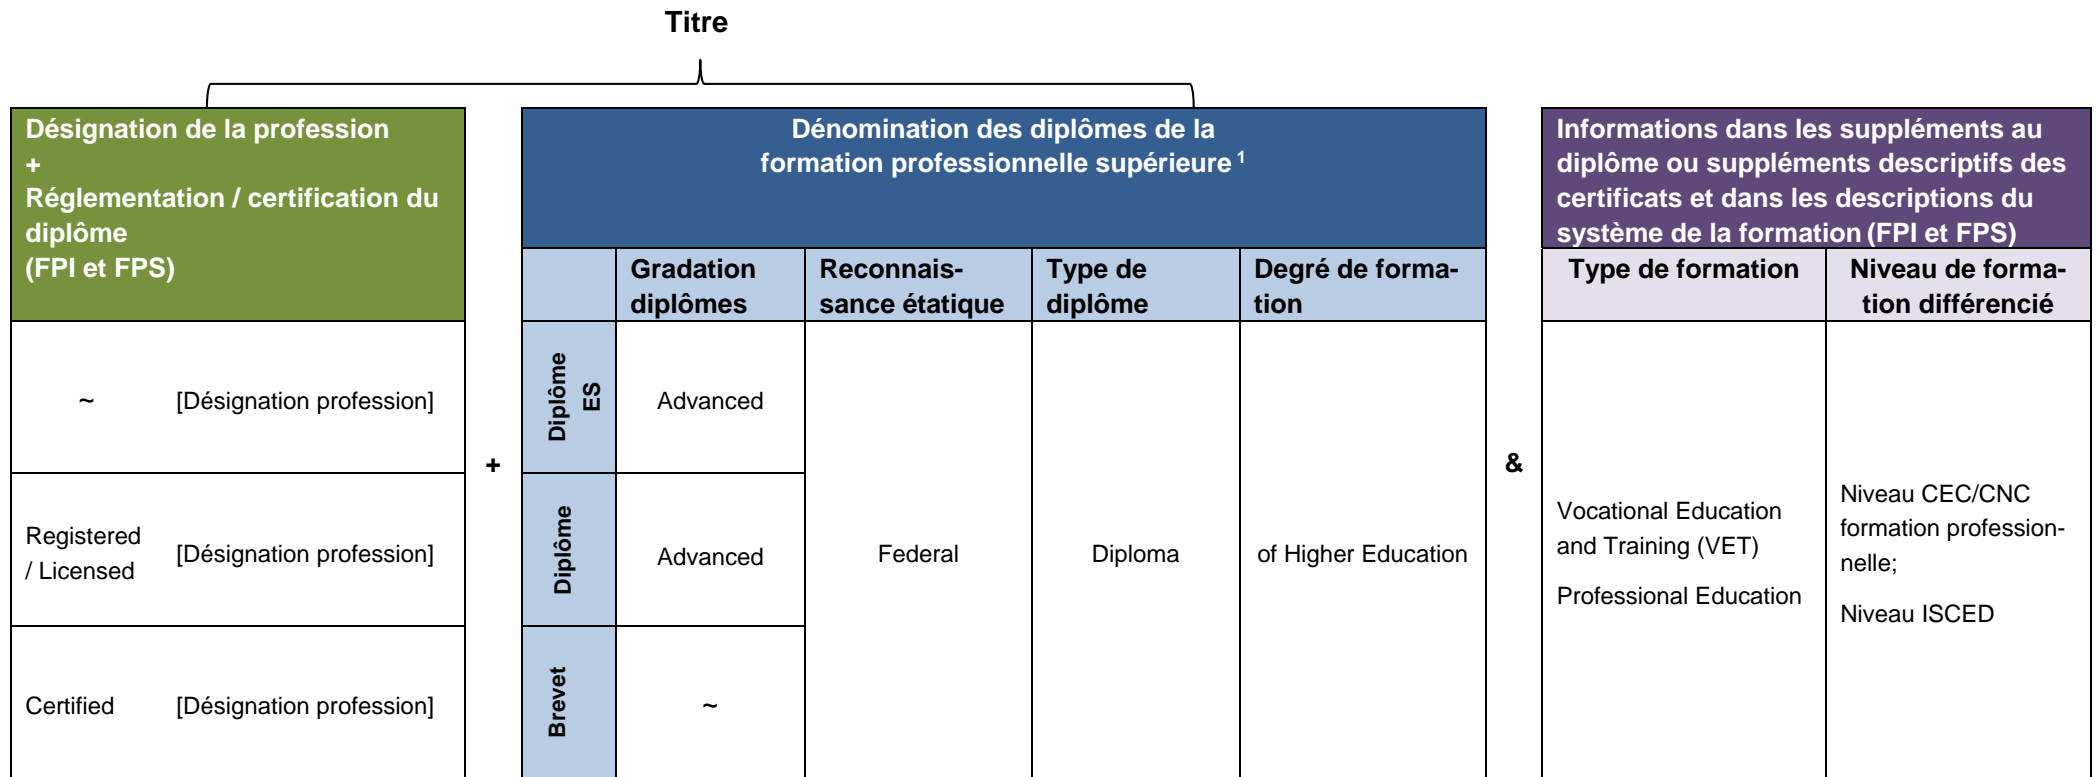 Titre
Désignation de la profession
+
Réglementation / certification du
diplôme
(FPI et FPS)
Dénomination des diplômes de la
formation professionnelle supérieure 1
Informations dans les suppléments au
diplôme ou suppléments descriptifs des
certificats et dans les descriptions du
système de la formation (FPI et FPS)
Gradation
diplômes
Reconnais-
sance étatique
Type de
diplôme
Degré de forma-
tion
Type de formation
Niveau de forma-
tion différencié
~ [Désignation profession]
Registered
/ Licensed
[Désignation profession]
Certified [Désignation profession]
+
Diplôme
ES
Advanced
Diplôme
Advanced
Brevet
~
Federal
Diploma
of Higher Education
&
Vocational Education
and Training (VET)
Professional Education
Niveau CEC/CNC
formation profession-
nelle;
Niveau ISCED